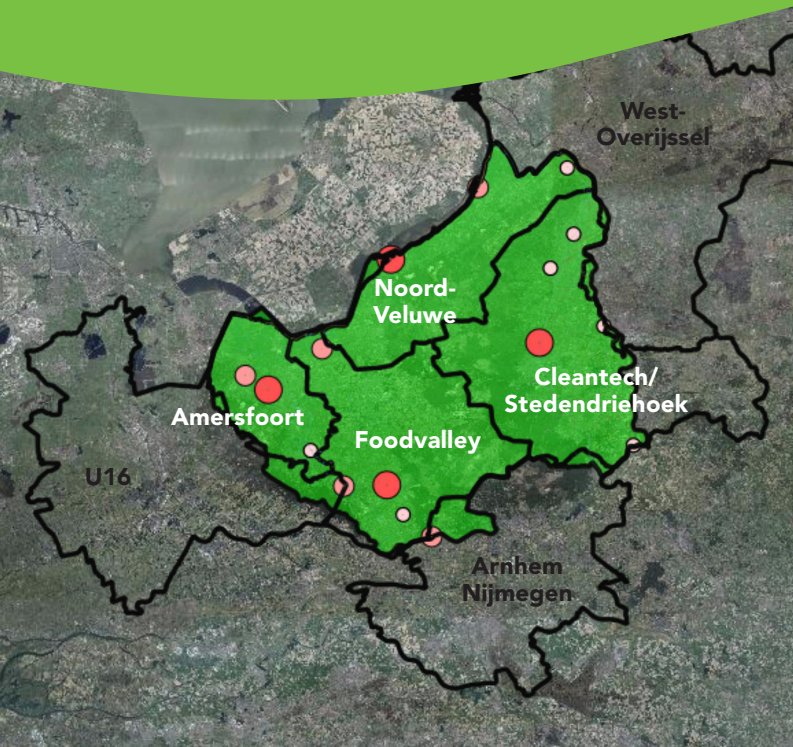 West-
Overijssel
Noord-
Veluwe
Cleantech/
Stedendriehoek
Amersfoort
Foodvalley
U16
Arnhem
Nijmegen